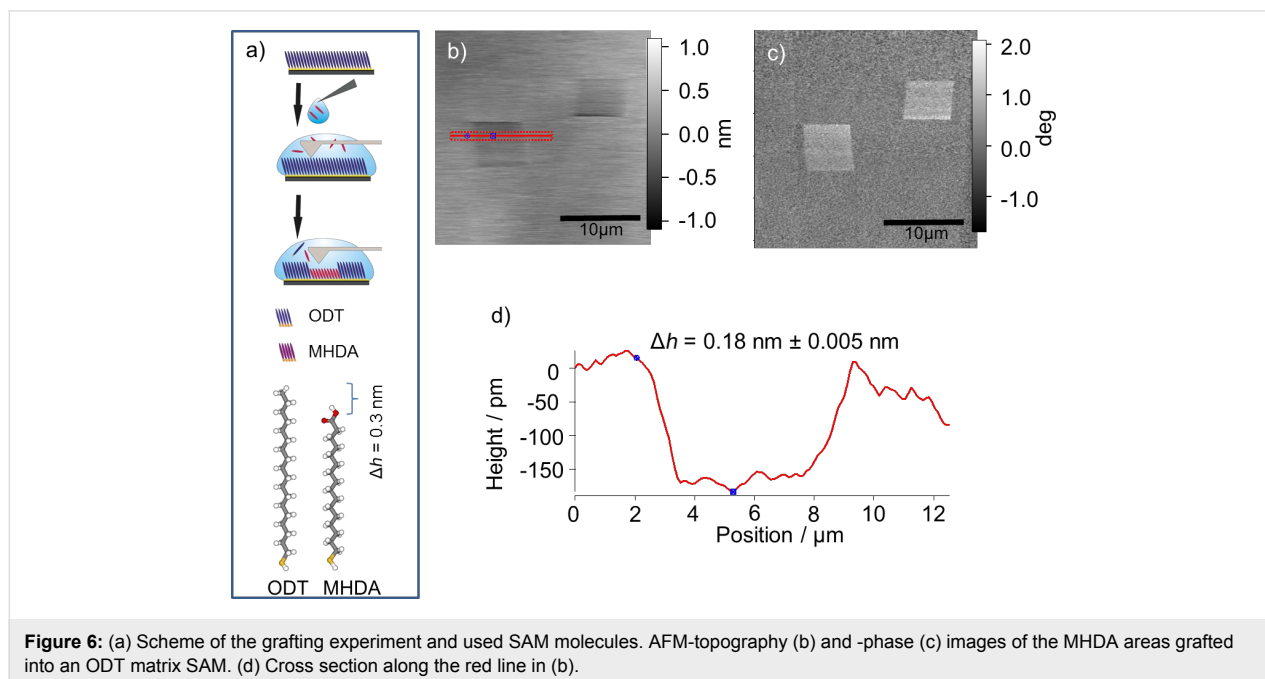 a)
ODT
MHDA
Δh = 0.3 nm
ODT MHDA
b)
1.0
0.5
0.0
-0.5
-1.0
nm
10µm
c)
2.0
1.0
0.0
-1.0
deg
10µm
d)
Δh = 0.18 nm ± 0.005 nm
Height / pm
0
-50
-100
-150
0 2 4 6 8 10 12
Position / µm
Figure 6: (a) Scheme of the grafting experiment and used SAM molecules. AFM-topography (b) and -phase (c) images of the MHDA areas grafted
into an ODT matrix SAM. (d) Cross section along the red line in (b).